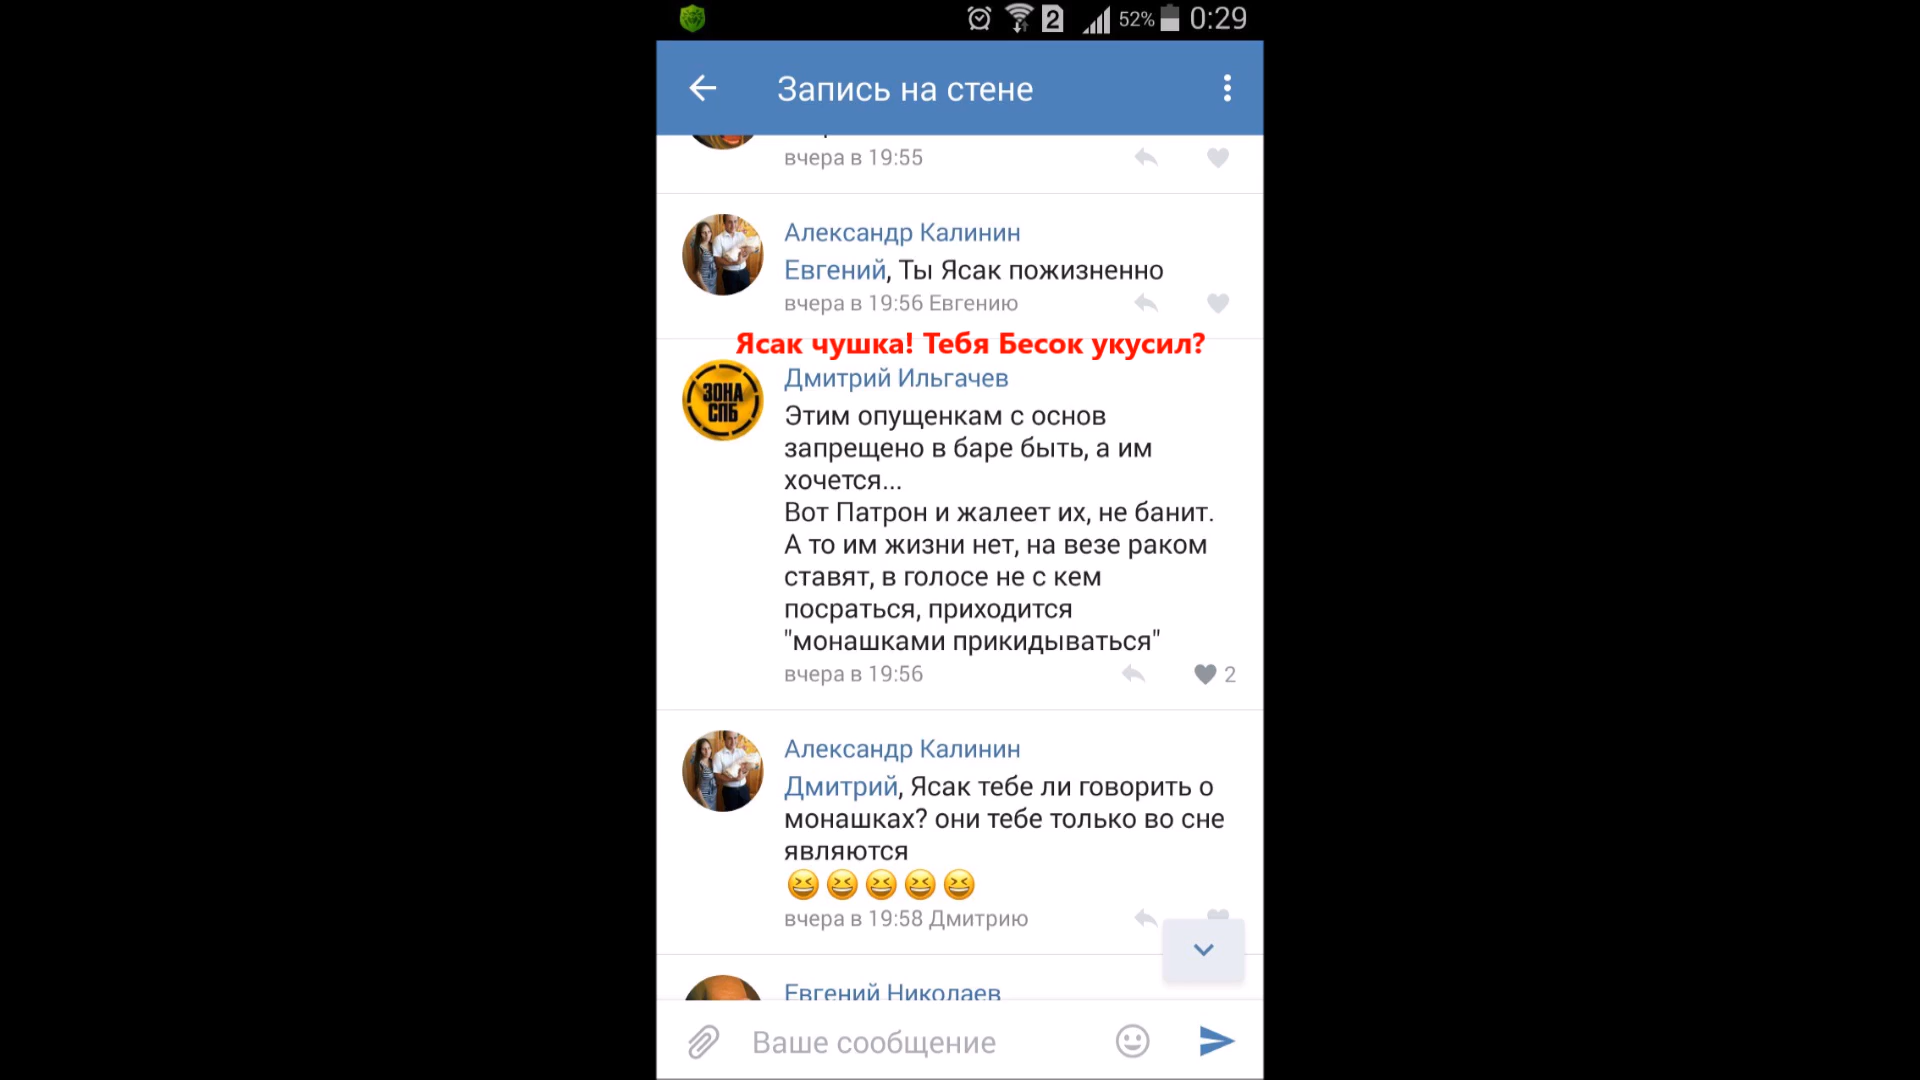 2 52% 0:29
Запись на стене
вчера в 19:55
Александр Калинин
Евгений, Ты Ясак пожизненно
вчера в 19:56 Евгению
Ясак чушка! Тебя Бесок укусил?
ЗОНА
СПБ
Дмитрий Ильгачев
Этим опущенкам с основ
запрещено в баре быть, а им
хочется...
Вот Патрон и жалеет их, не банит.
А то им жизни нет, на везе раком
ставят, в голосе не с кем
посраться, приходится
"монашками прикидываться"
вчера в 19:56
2
Александр Калинин
Дмитрий, Ясак тебе ли говорить о
монашках? они тебе только во сне
являются
😆😆😆😆😆
вчера в 19:58 Дмитрию
Евгений Николаев
Ваше сообщение